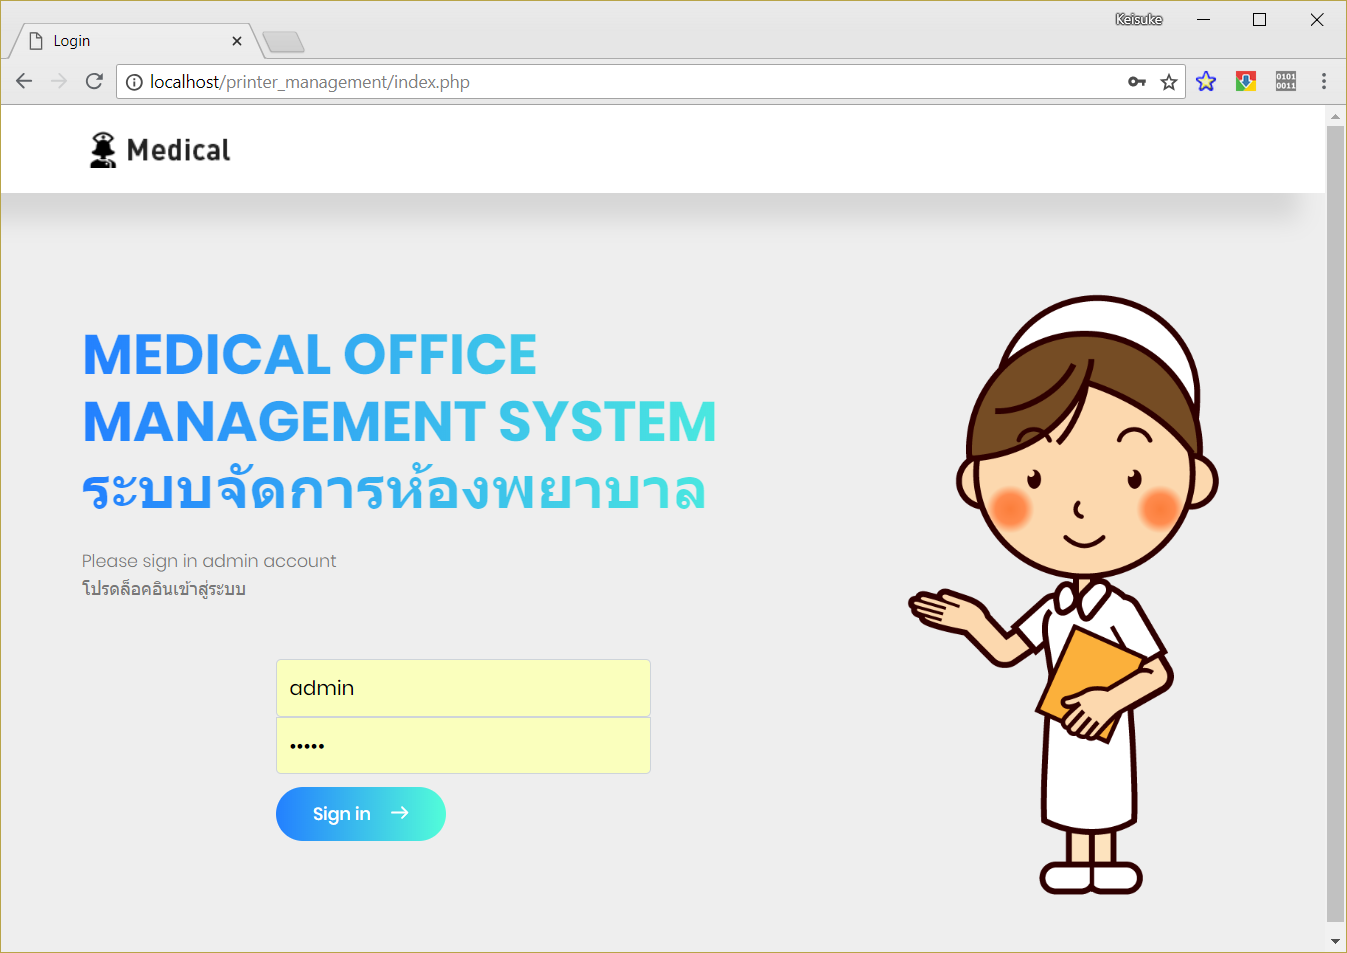 Keisuke
Login
localhost/printer_management/index.php
0101
0011
Medical
MEDICAL OFFICE
MANAGEMENT SYSTEM
ระบบจัดการห้องพยาบาล
Please sign in admin account
โปรดล็อคอินเข้าสู่ระบบ
admin
•••••
Sign in →